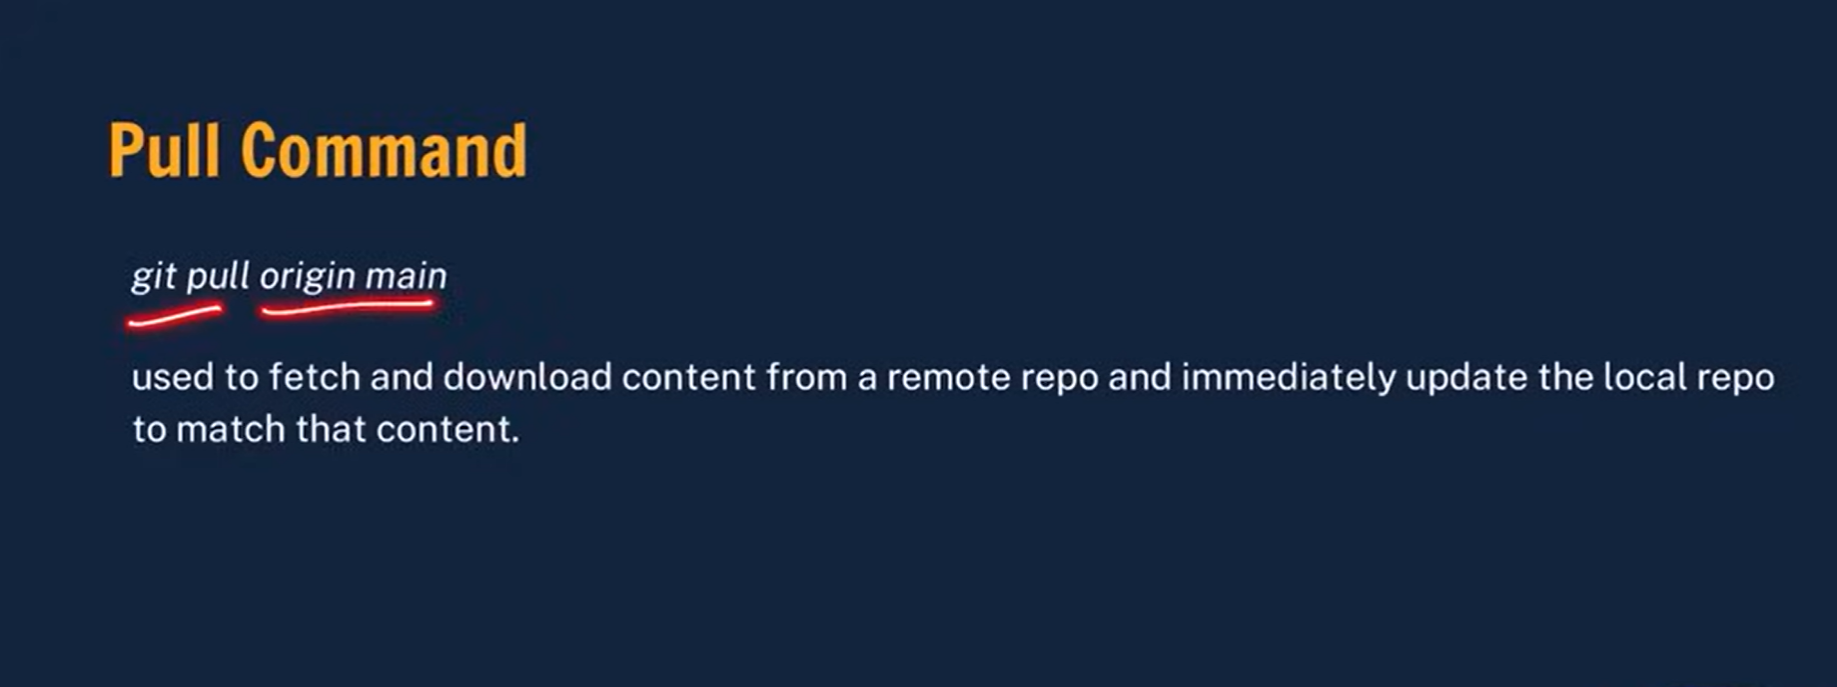 Pull Command
git pull origin main
used to fetch and download content from a remote repo and immediately update the local repo
to match that content.